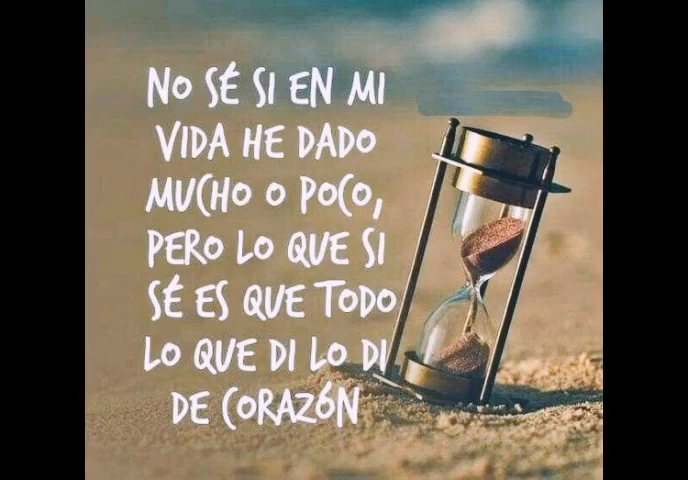 NO SÉ SI EN MI
VIDA HE DADO
MUCHO O POCO,
PERO LO QUE SI
SÉ ES QUE TODO
LO QUE DI LO DI
DE CORAZÓN